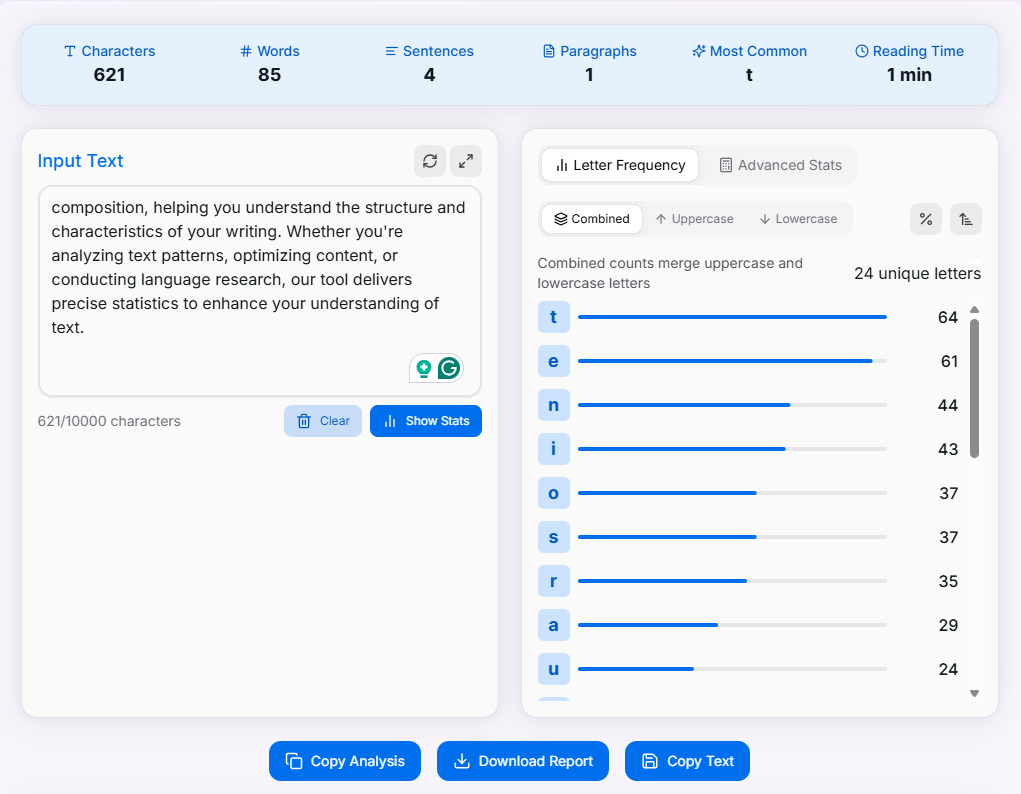 Characters
621
Words
85
Sentences
4
Paragraphs
1
Most Common
t
Reading Time
1 min
Input Text
composition, helping you understand the structure and
characteristics of your writing. Whether you're
analyzing text patterns, optimizing content, or
conducting language research, our tool delivers
precise statistics to enhance your understanding of
text.
621/10000 characters
Clear
Show Stats
Letter Frequency
Advanced Stats
Combined
Uppercase
Lowercase
%
Combined counts merge uppercase and
lowercase letters
24 unique letters
t 64
e 61
n 44
i 43
o 37
s 37
r 35
a 29
u 24
Copy Analysis
Download Report
Copy Text